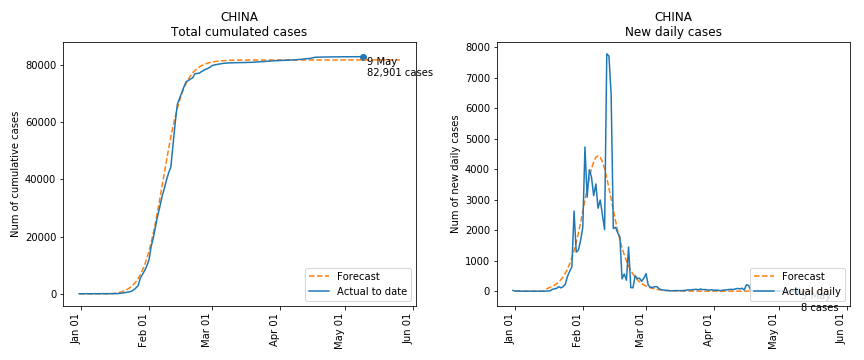 CHINA
Total cumulated cases
Num of cumulative cases
80000
60000
40000
20000
0
9 May
82,901 cases
Forecast
Actual to date
Jan 01
Feb 01
Mar 01
Apr 01
May 01
Jun 01
CHINA
New daily cases
Num of new daily cases
8000
7000
6000
5000
4000
3000
2000
1000
0
Forecast
Actual daily
9 May
8 cases
Jan 01
Feb 01
Mar 01
Apr 01
May 01
Jun 01